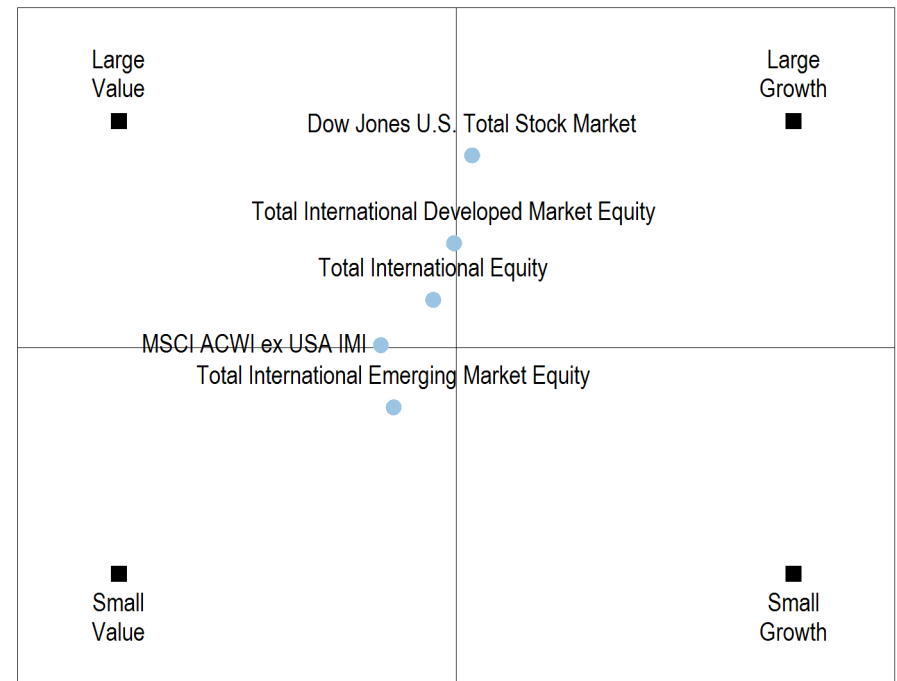 Large
Value
Large
Growth
Dow Jones U.S. Total Stock Market
Total International Developed Market Equity
Total International Equity
MSCI ACWI ex USA IMI
Total International Emerging Market Equity
Small
Value
Small
Growth